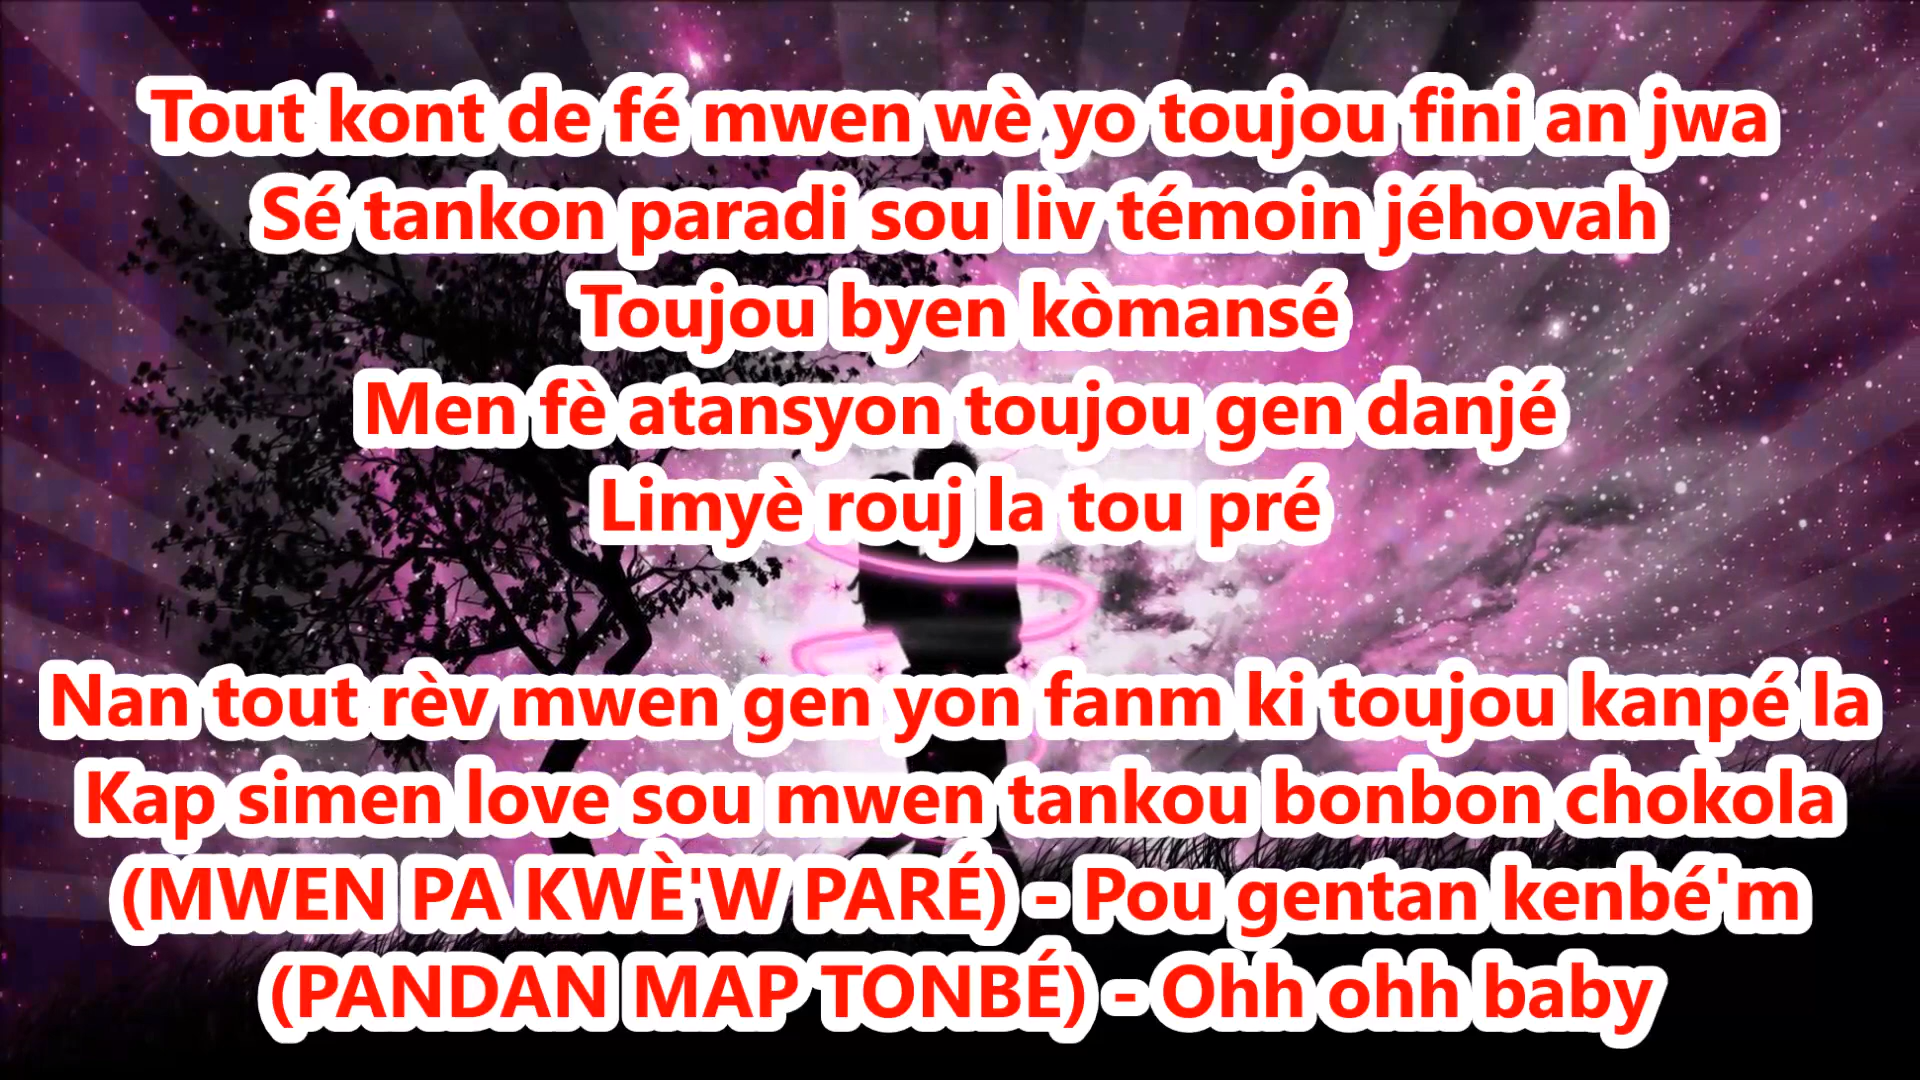 Tout kont de fé mwen wè yo toujou fini an jwa
Sé tankon paradi sou liv témoin jéhovah
Toujou byen kòmansé
Men fè atansyon toujou gen danjé
Limyè rouj la tou pré
Nan tout rèv mwen gen yon fanm ki toujou kanpé la
Kap simen love sou mwen tankou bonbon chokola
(MWEN PA KWÈ'W PARÉ) - Pou gentan kenbé'm
(PANDAN MAP TONBÉ) - Ohh ohh baby